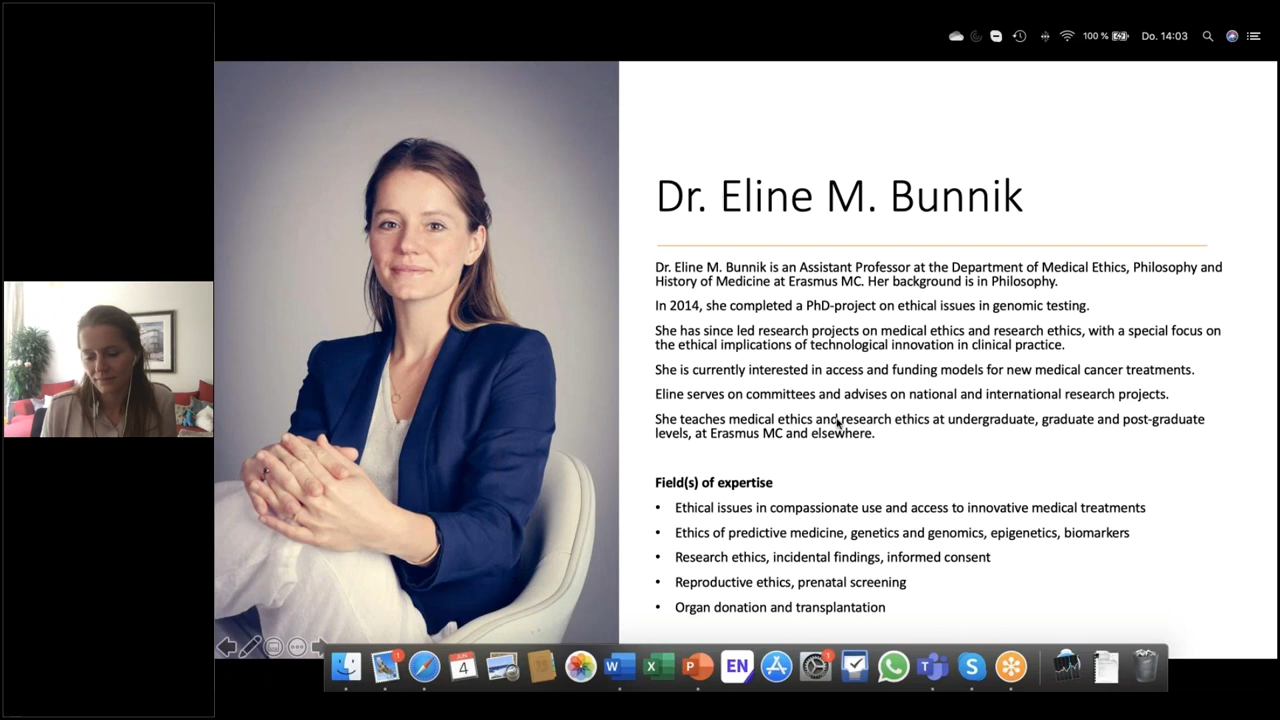 100 %
Do. 14:03
Dr. Eline M. Bunnik
Dr. Eline M. Bunnik is an Assistant Professor at the Department of Medical Ethics, Philosophy and
History of Medicine at Erasmus MC. Her background is in Philosophy.
In 2014, she completed a PhD-project on ethical issues in genomic testing.
She has since led research projects on medical ethics and research ethics, with a special focus on
the ethical implications of technological innovation in clinical practice.
She is currently interested in access and funding models for new medical cancer treatments.
Eline serves on committees and advises on national and international research projects.
She teaches medical ethics and research ethics at undergraduate, graduate and post-graduate
levels, at Erasmus MC and elsewhere.
Field(s) of expertise
• Ethical issues in compassionate use and access to innovative medical treatments
• Ethics of predictive medicine, genetics and genomics, epigenetics, biomarkers
• Research ethics, incidental findings, informed consent
• Reproductive ethics, prenatal screening
• Organ donation and transplantation
1
JUN
4
W
X
P
EN
1
T
S